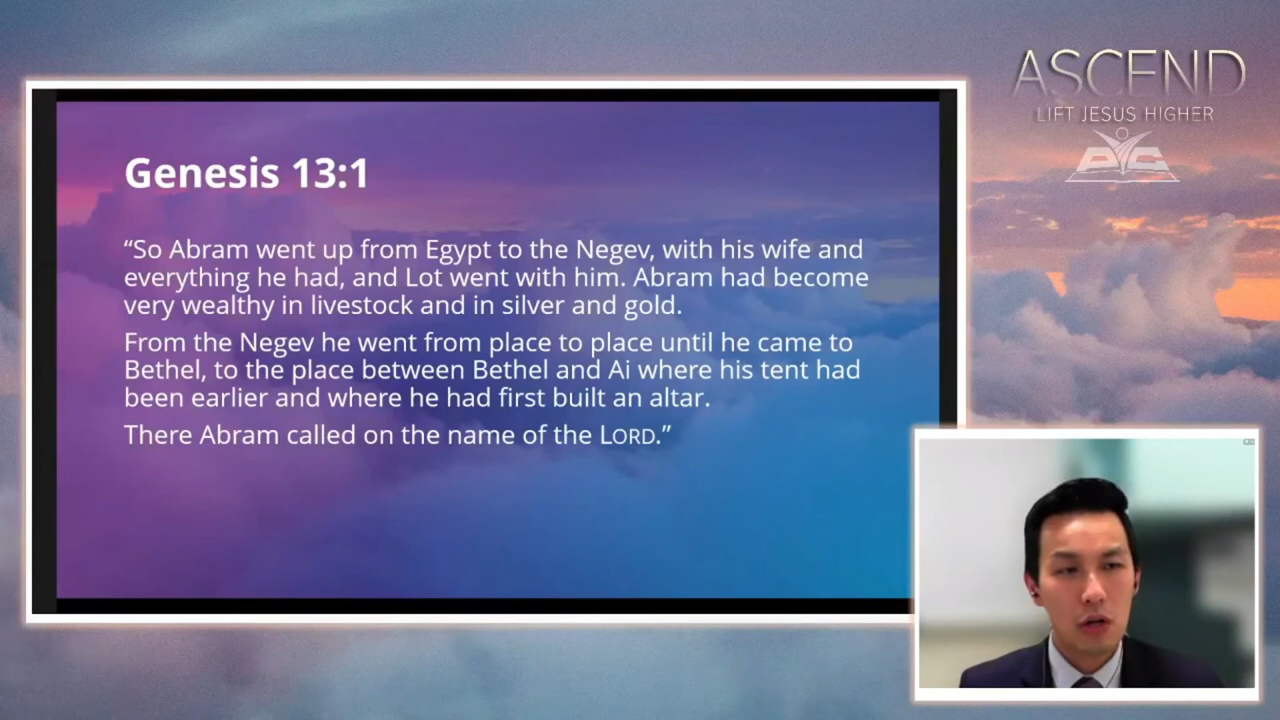 ASCEND
LIFT JESUS HIGHER
AYC
Genesis 13:1
“So Abram went up from Egypt to the Negev, with his wife and
everything he had, and Lot went with him. Abram had become
very wealthy in livestock and in silver and gold.
From the Negev he went from place to place until he came to
Bethel, to the place between Bethel and Ai where his tent had
been earlier and where he had first built an altar.
There Abram called on the name of the LORD.”